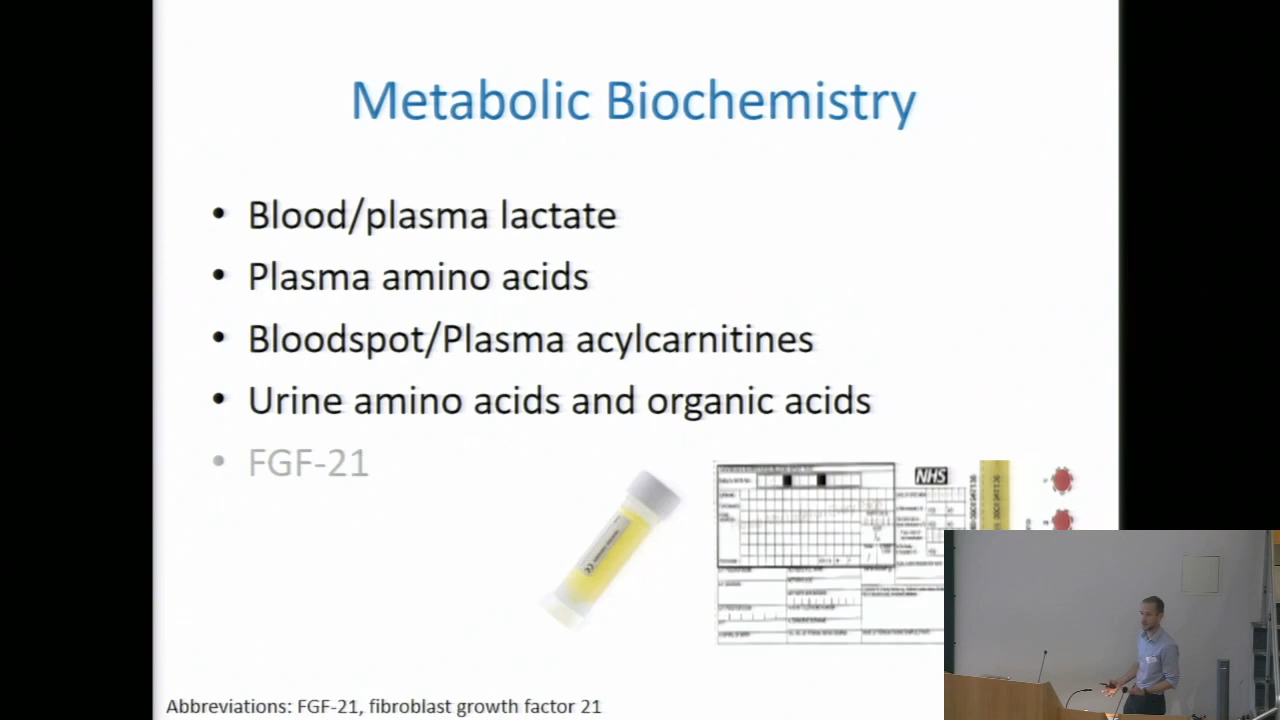 Metabolic Biochemistry
• Blood/plasma lactate
• Plasma amino acids
• Bloodspot/Plasma acylcarnitines
• Urine amino acids and organic acids
• FGF-21
NHS
Abbreviations: FGF-21, fibroblast growth factor 21